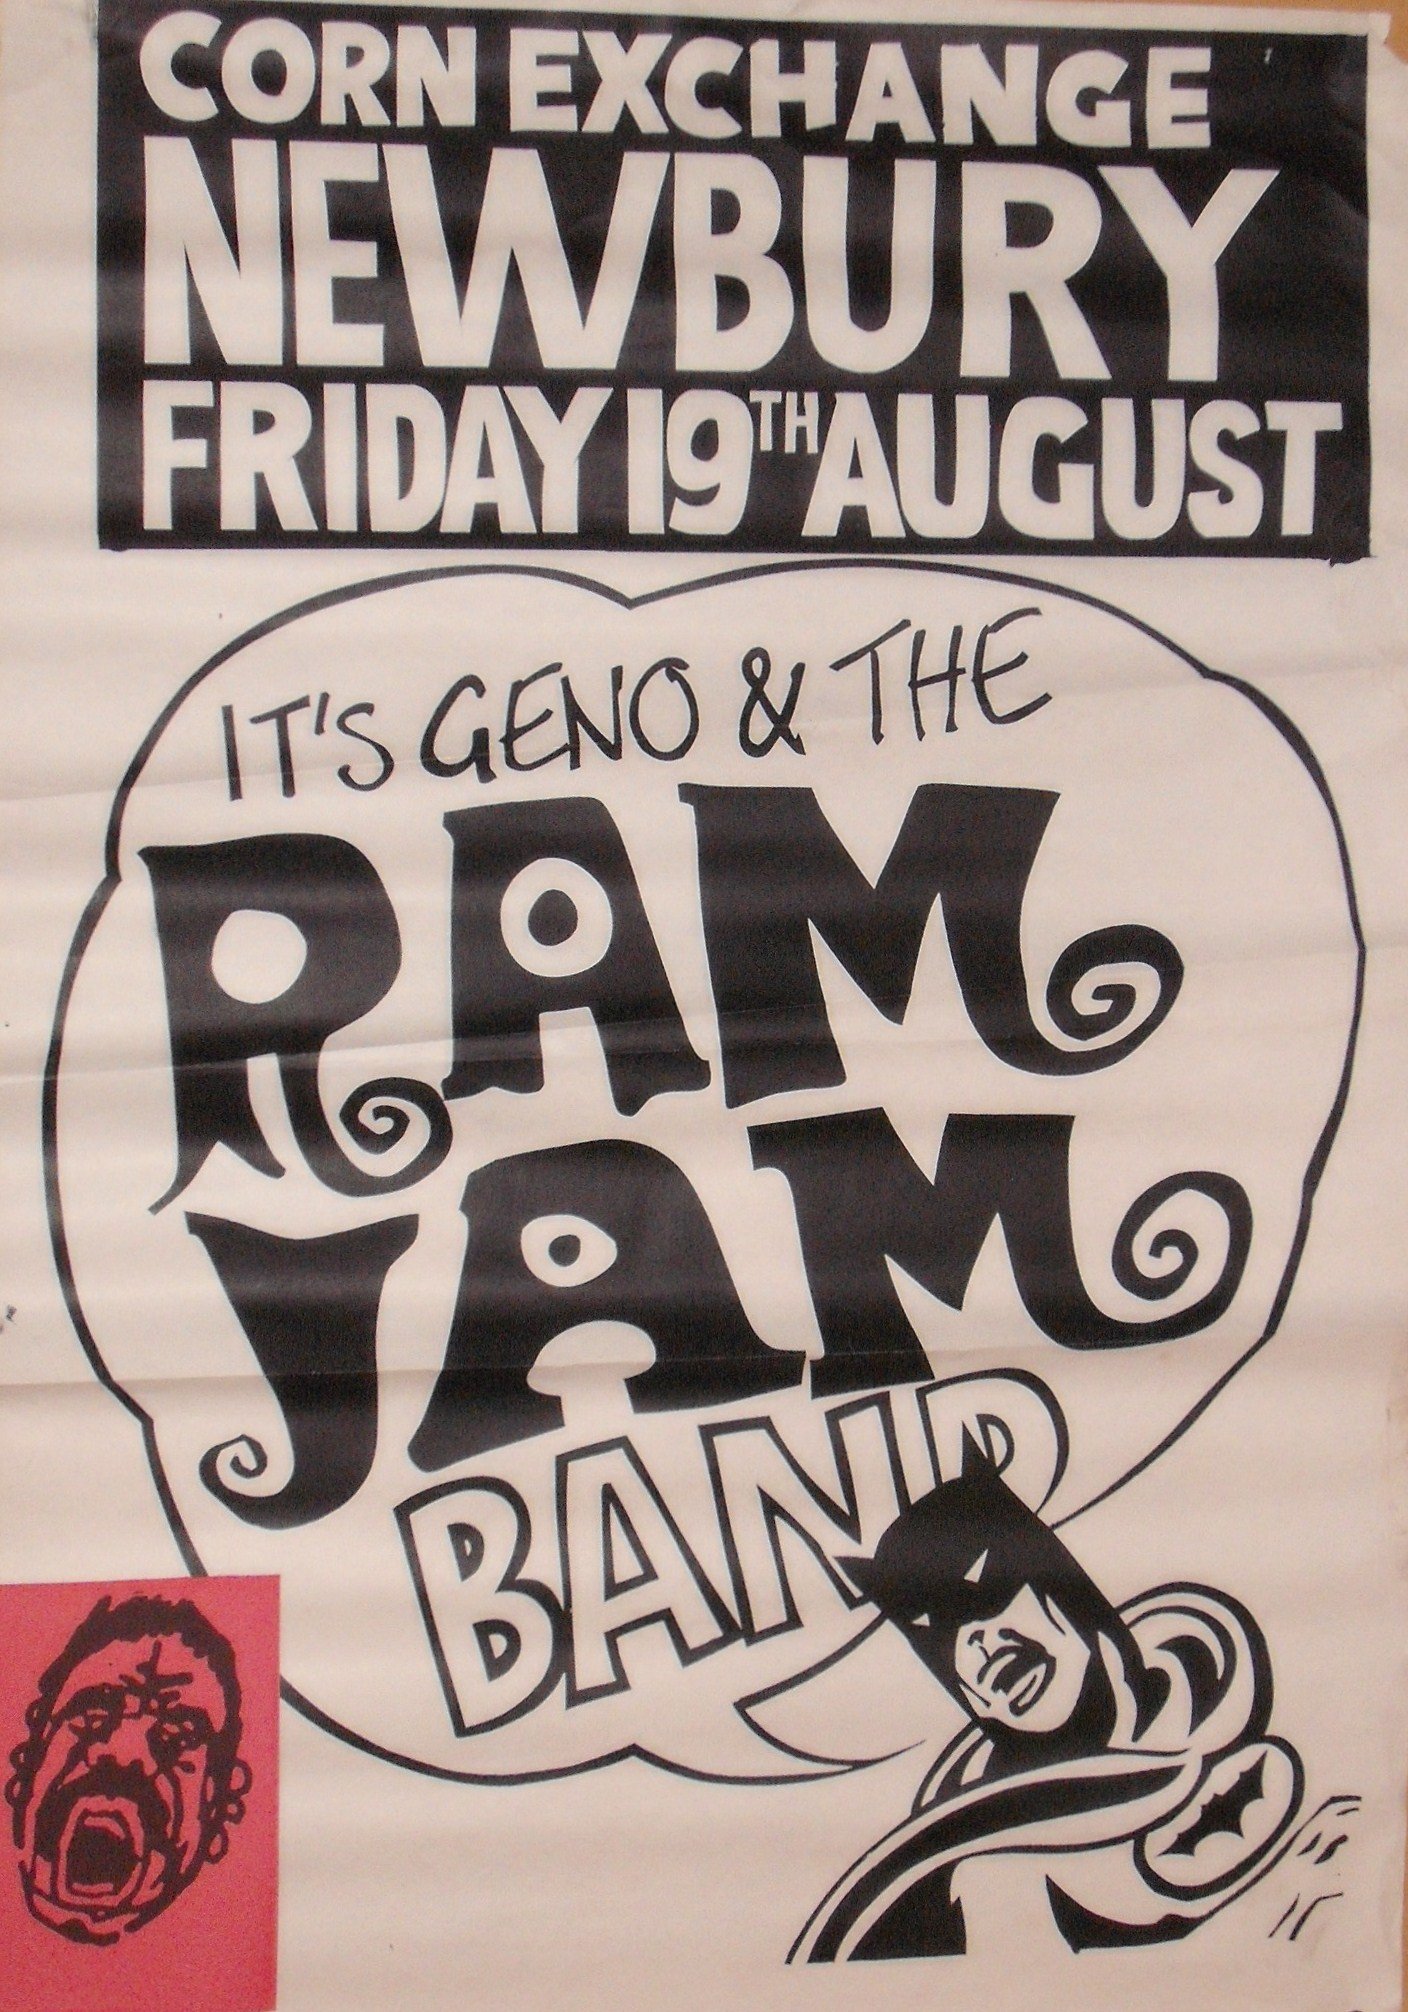 CORN EXCHANGE
NEWBURY
FRIDAY 19TH AUGUST
IT'S GENO & THE
RAM
JAM
BAND